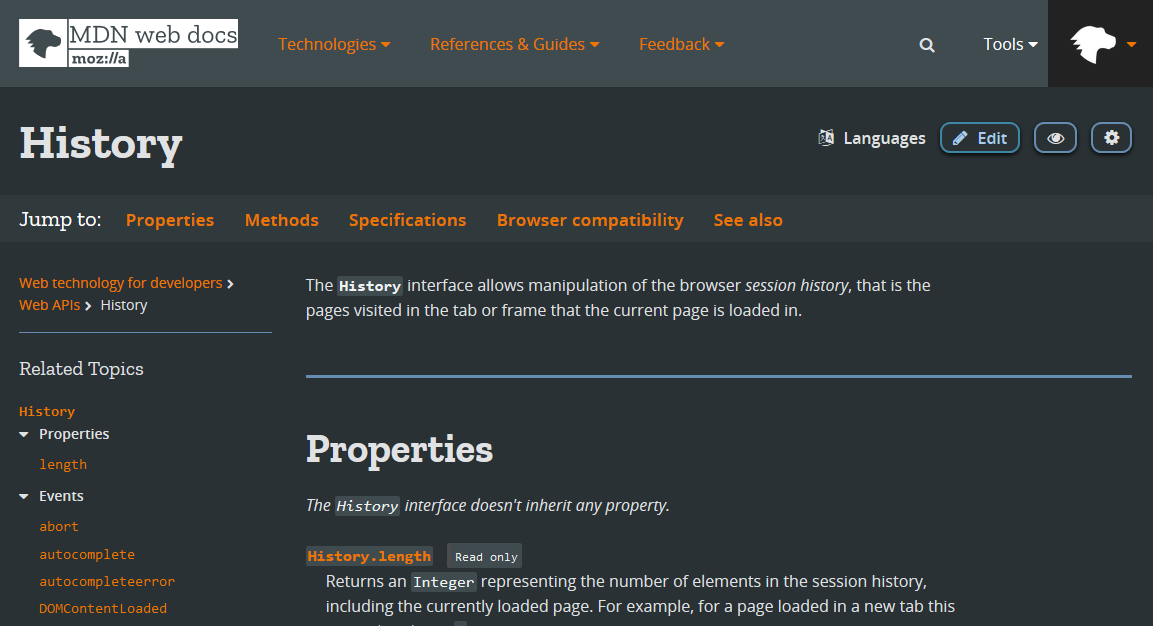 MDN web docs
moz://a
Technologies
References & Guides
Feedback
Tools
History
Languages
Edit
Jump to: Properties Methods Specifications Browser compatibility See also
Web technology for developers
Web APIs History
Related Topics
History
Properties
length
Events
abort
autocomplete
autocompleteerror
DOMContentLoaded
The History interface allows manipulation of the browser session history, that is the
pages visited in the tab or frame that the current page is loaded in.
Properties
The History interface doesn't inherit any property.
History.length Read only
Returns an Integer representing the number of elements in the session history,
including the currently loaded page. For example, for a page loaded in a new tab this